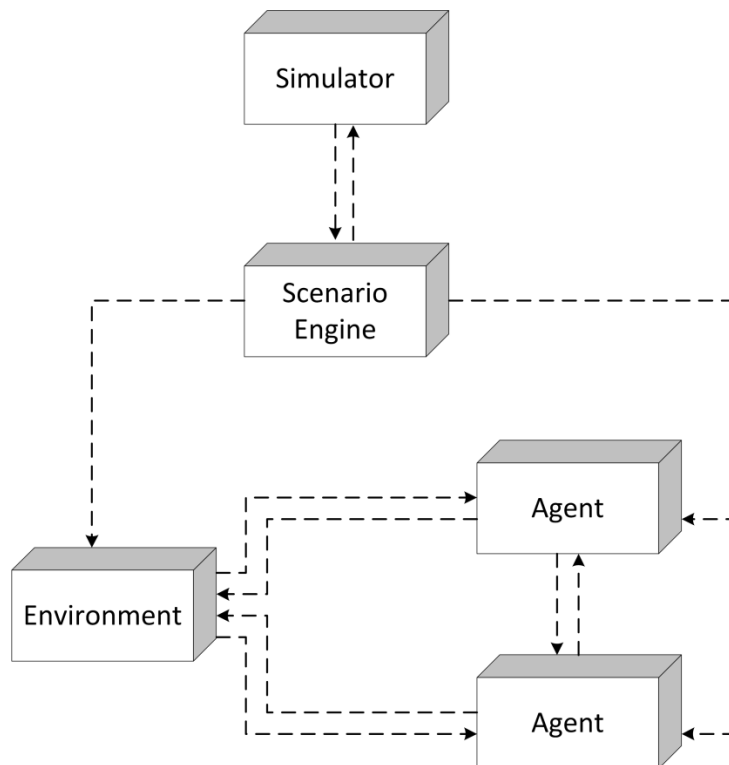 Simulator
Scenario
Engine
Agent
Environment
Agent